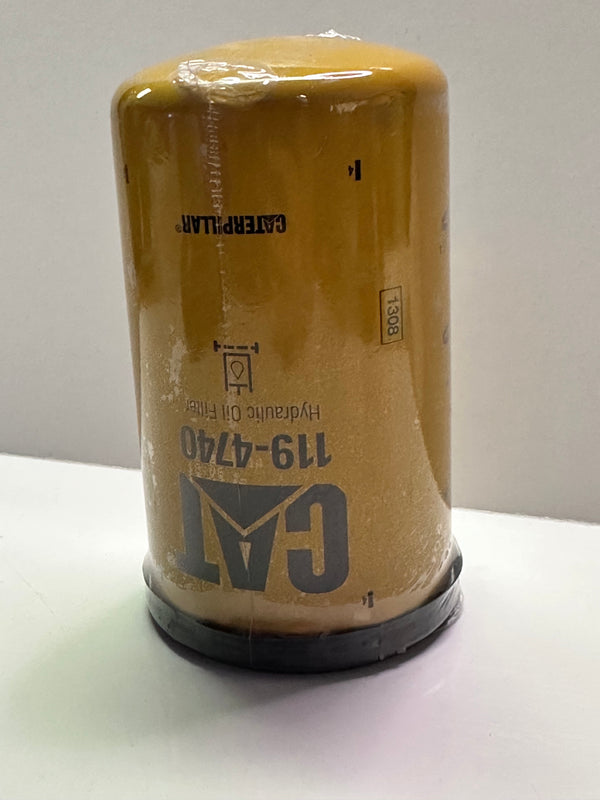 CAT
119-4740
Hydraulic Oil Filter
1308
CATERPILLAR®